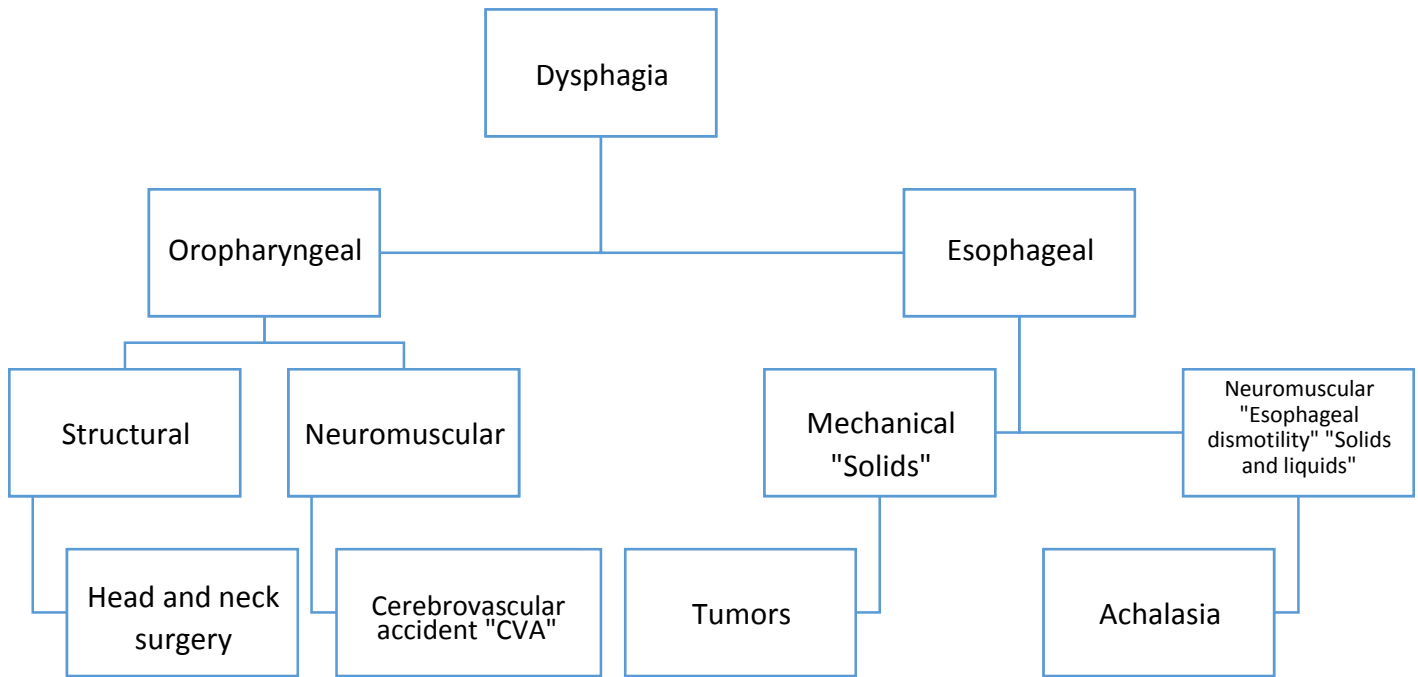 Dysphagia
Oropharyngeal
Esophageal
Structural
Neuromuscular
Mechanical
"Solids"
Neuromuscular
"Esophageal
dismotility" "Solids
and liquids"
Head and neck
surgery
Cerebrovascular
accident "CVA"
Tumors
Achalasia